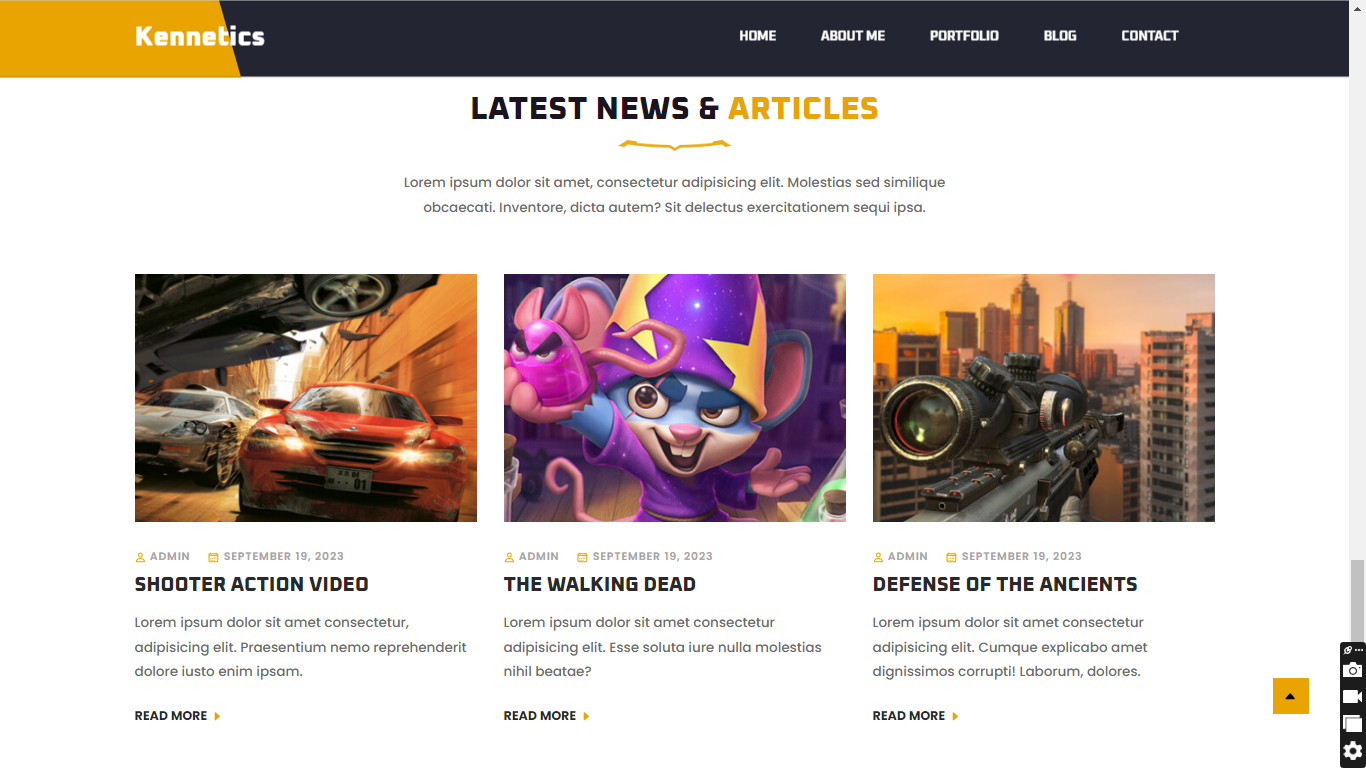 Kennetics
HOME ABOUT ME PORTFOLIO BLOG CONTACT
LATEST NEWS & ARTICLES
Lorem ipsum dolor sit amet, consectetur adipisicing elit. Molestias sed similique
obcaecati. Inventore, dicta autem? Sit delectus exercitationem sequi ipsa.
ADMIN SEPTEMBER 19, 2023
SHOOTER ACTION VIDEO
Lorem ipsum dolor sit amet consectetur,
adipisicing elit. Praesentium nemo reprehenderit
dolore iusto enim ipsam.
READ MORE
ADMIN SEPTEMBER 19, 2023
THE WALKING DEAD
Lorem ipsum dolor sit amet consectetur
adipisicing elit. Esse soluta iure nulla molestias
nihil beatae?
READ MORE
ADMIN SEPTEMBER 19, 2023
DEFENSE OF THE ANCIENTS
Lorem ipsum dolor sit amet consectetur
adipisicing elit. Cumque explicabo amet
dignissimos corrupti! Laborum, dolores.
READ MORE